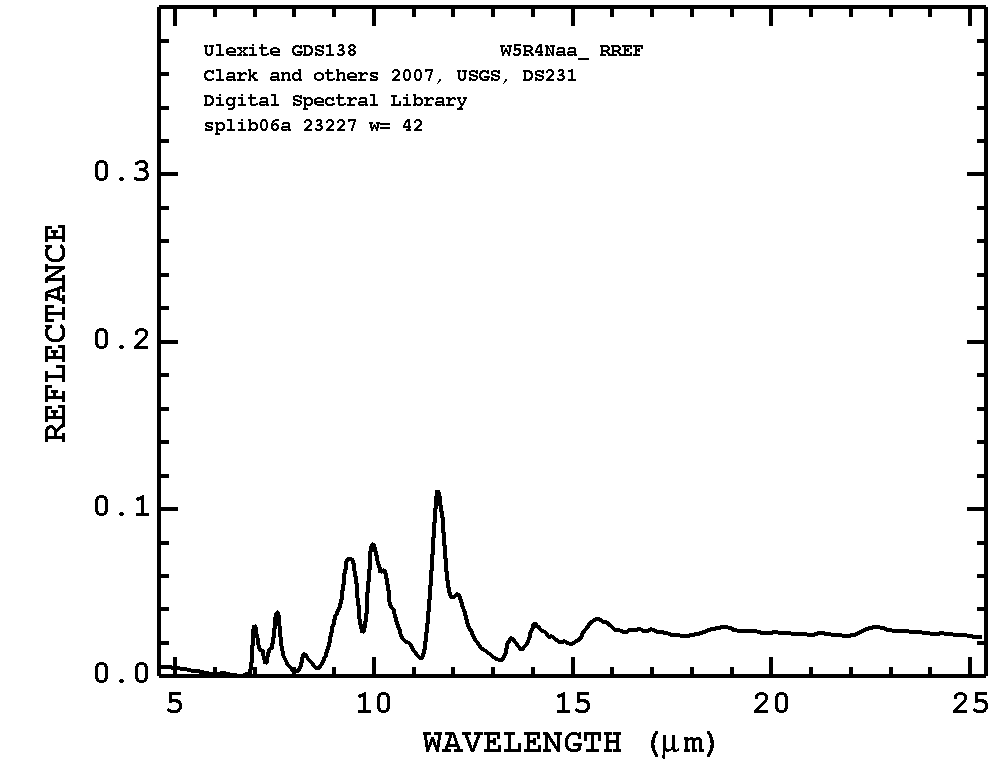 Ulexite GDS138 W5R4Naa_ RREF
Clark and others 2007, USGS, DS231
Digital Spectral Library
splib06a 23227 w= 42
0.3
0.2
0.1
0.0
REFLECTANCE
5 10 15 20 25
WAVELENGTH (μm)